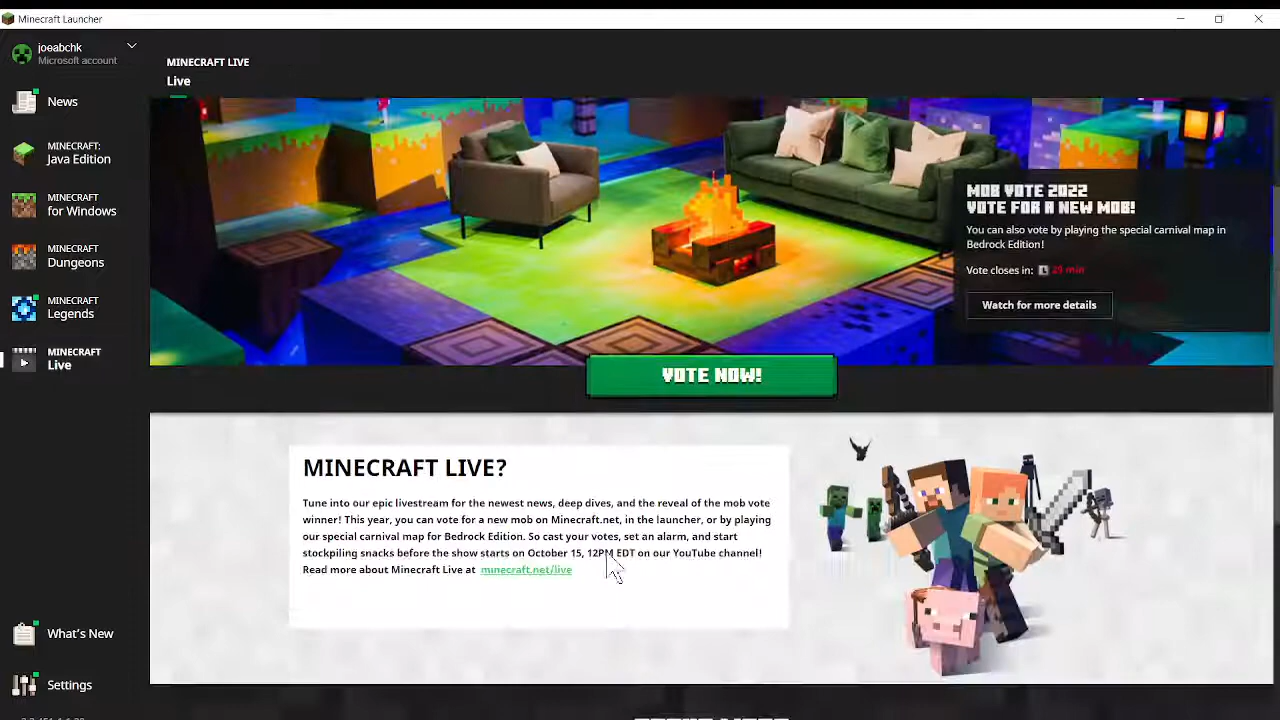 Minecraft Launcher
joeabchk
Microsoft account
News
MINECRAFT:
Java Edition
MINECRAFT
for Windows
MINECRAFT
Dungeons
MINECRAFT
Legends
MINECRAFT
Live
What's New
Settings
MINECRAFT LIVE
Live
MOB VOTE 2022
VOTE FOR A NEW MOB!
You can also vote by playing the special carnival map in
Bedrock Edition!
Vote closes in: 29 min
Watch for more details
VOTE NOW!
MINECRAFT LIVE?
Tune into our epic livestream for the newest news, deep dives, and the reveal of the mob vote
winner! This year, you can vote for a new mob on Minecraft.net, in the launcher, or by playing
our special carnival map for Bedrock Edition. So cast your votes, set an alarm, and start
stockpiling snacks before the show starts on October 15, 12PM EDT on our YouTube channel!
Read more about Minecraft Live at minecraft.net/live